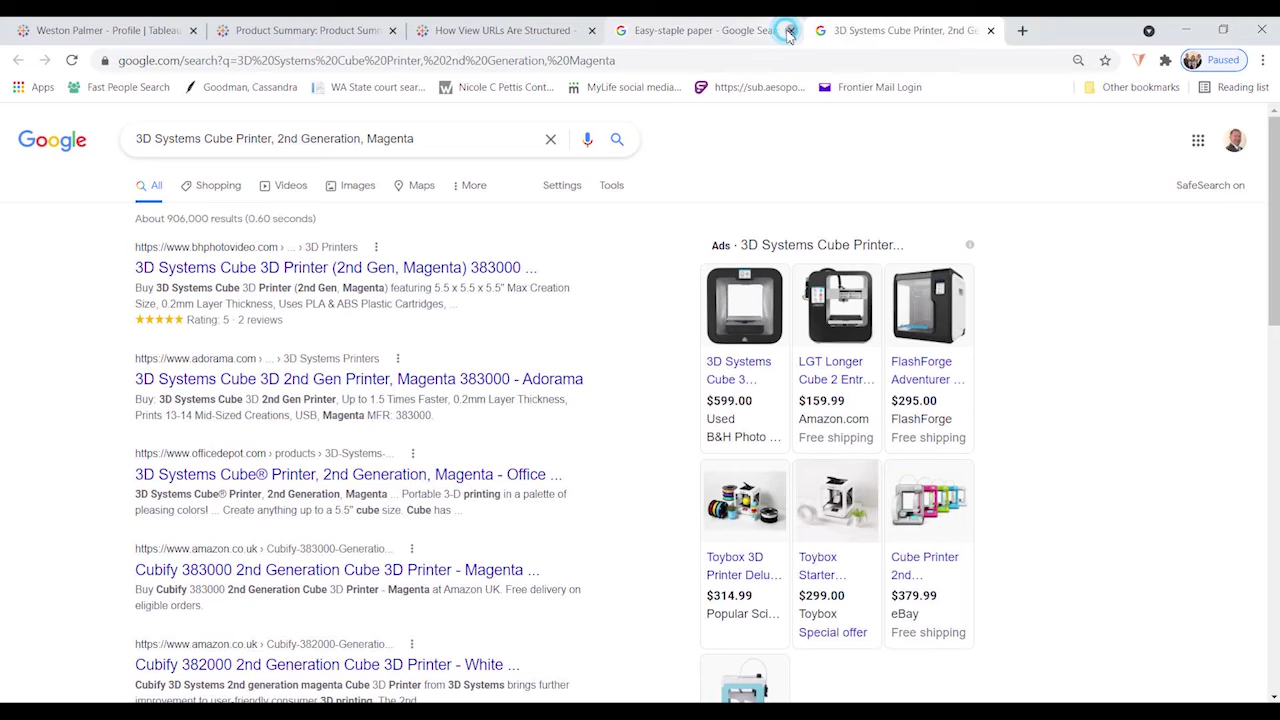 Weston Palmer - Profile | Tableau
Product Summary: Product Summ
How View URLs Are Structured -
Easy-staple paper - Google Sea
3D Systems Cube Printer, 2nd Ge
google.com/search?q=3D%20Systems%20Cube%20Printer,%202nd%20Generation,%20Magenta
Paused
Apps
Fast People Search
Goodman, Cassandra
WA State court sear...
Nicole C Pettis Cont...
MyLife social media...
https://sub.aesopo...
Frontier Mail Login
Other bookmarks
Reading list
Google
3D Systems Cube Printer, 2nd Generation, Magenta
All
Shopping
Videos
Images
Maps
More
Settings
Tools
SafeSearch on
About 906,000 results (0.60 seconds)
https://www.bhphotovideo.com › ... › 3D Printers
3D Systems Cube 3D Printer (2nd Gen, Magenta) 383000 ...
Buy 3D Systems Cube 3D Printer (2nd Gen, Magenta) featuring 5.5 x 5.5 x 5.5" Max Creation
Size, 0.2mm Layer Thickness, Uses PLA & ABS Plastic Cartridges, ...
Rating: 5 · 2 reviews
https://www.adorama.com › ... › 3D Systems Printers
3D Systems Cube 3D 2nd Gen Printer, Magenta 383000 - Adorama
Buy: 3D Systems Cube 3D 2nd Gen Printer, Up to 1.5 Times Faster, 0.2mm Layer Thickness,
Prints 13-14 Mid-Sized Creations, USB, Magenta MFR: 383000.
https://www.officedepot.com › products › 3D-Systems-...
3D Systems Cube® Printer, 2nd Generation, Magenta - Office ...
3D Systems Cube® Printer, 2nd Generation, Magenta ... Portable 3-D printing in a palette of
pleasing colors! ... Create anything up to a 5.5" cube size. Cube has ...
https://www.amazon.co.uk › Cubify-383000-Generatio...
Cubify 383000 2nd Generation Cube 3D Printer - Magenta ...
Buy Cubify 383000 2nd Generation Cube 3D Printer - Magenta at Amazon UK. Free delivery on
eligible orders.
https://www.amazon.co.uk › Cubify-382000-Generatio...
Cubify 382000 2nd Generation Cube 3D Printer - White ...
Cubify 3D Systems 2nd generation magenta Cube 3D Printer from 3D Systems brings further
improvement to user-friendly consumer 3D printing. The 2nd
Ads · 3D Systems Cube Printer...
3D Systems
Cube 3...
$599.00
Used
B&H Photo ...
LGT Longer
Cube 2 Entr...
$159.99
Amazon.com
Free shipping
FlashForge
Adventurer ...
$295.00
FlashForge
Free shipping
Toybox 3D
Printer Delu...
$314.99
Popular Sci...
Toybox
Starter...
$299.00
Toybox
Special offer
Cube Printer
2nd...
$379.99
eBay
Free shipping